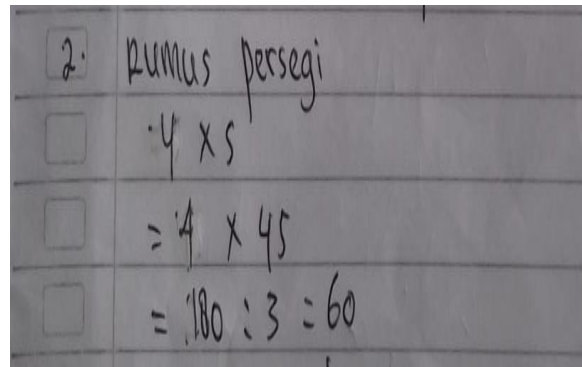 2. Rumus persegi
4 x s
= 4 x 45
= 180 : 3 = 60